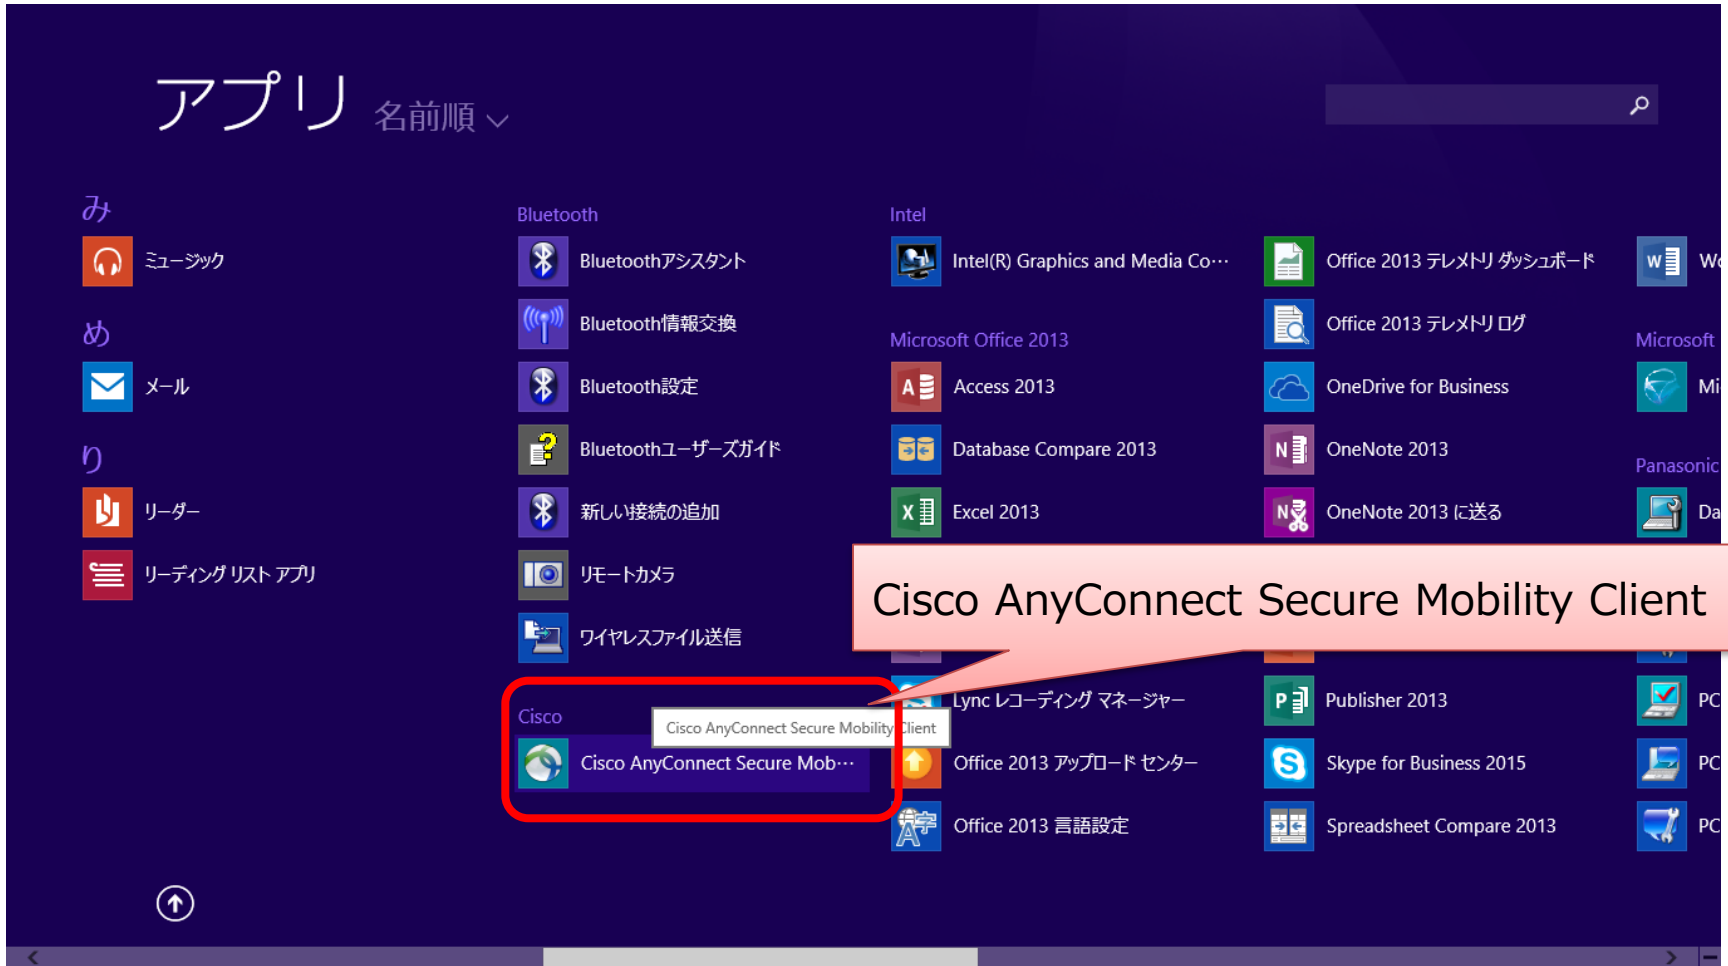 アプリ 名前順
み
ミュージック
め
メール
り
リーダー
リーディング リスト アプリ
Bluetooth
Bluetoothアシスタント
Bluetooth情報交換
Bluetooth設定
Bluetoothユーザーズガイド
新しい接続の追加
リモートカメラ
ワイヤレスファイル送信
Cisco
Cisco AnyConnect Secure Mobility Client
Cisco AnyConnect Secure Mob…
Intel
Intel(R) Graphics and Media Co…
Microsoft Office 2013
Access 2013
Database Compare 2013
Excel 2013
Cisco AnyConnect Secure Mobility Client
Lync レコーディング マネージャー
Office 2013 アップロード センター
Office 2013 言語設定
Office 2013 テレメトリ ダッシュボード
Office 2013 テレメトリ ログ
OneDrive for Business
OneNote 2013
OneNote 2013 に送る
Publisher 2013
Skype for Business 2015
Spreadsheet Compare 2013
Microsoft
Panasonic
PC
PC
PC